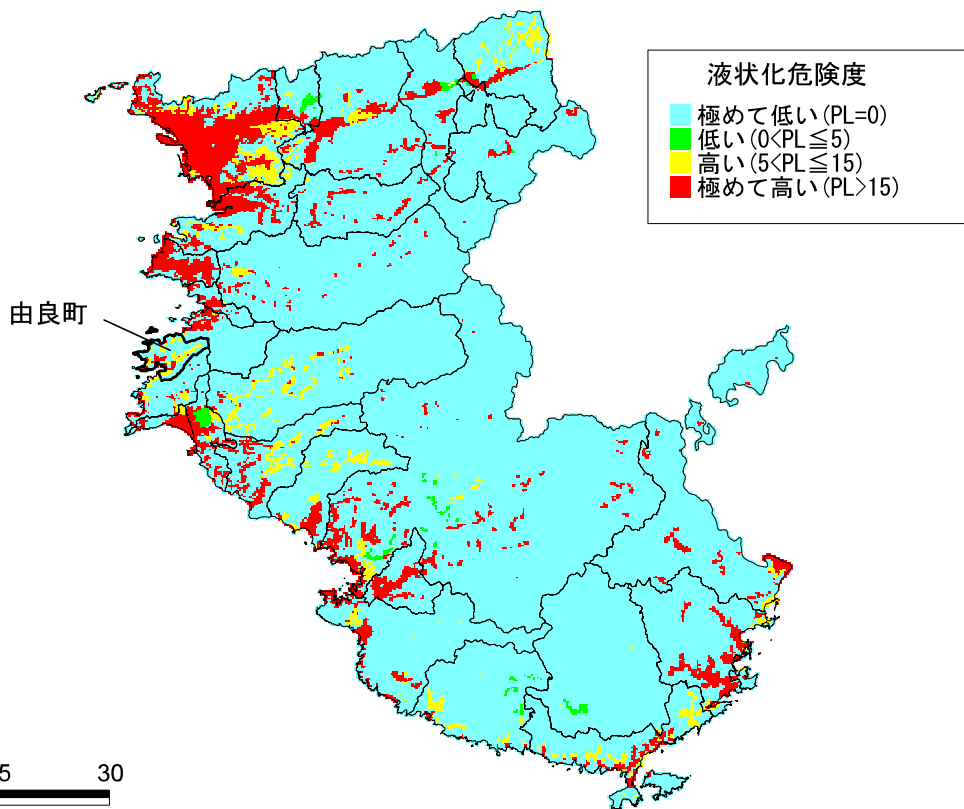 液状化危険度
極めて低い(PL=0)
低い(0<PL≦5)
高い(5<PL≦15)
極めて高い(PL>15)
由良町
5 30